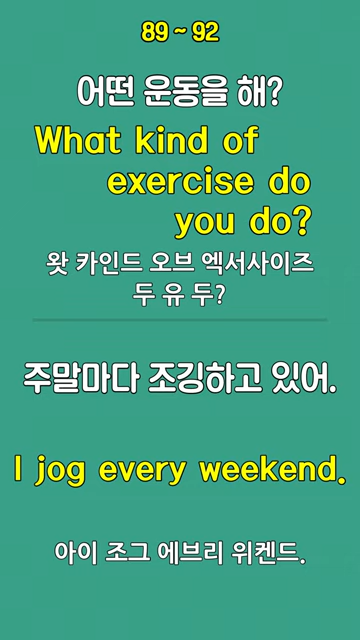 89 ~ 92
어떤 운동을 해?
What kind of
exercise do
you do?
왓 카인드 오브 엑서사이즈
두 유 두?
주말마다 조깅하고 있어.
I jog every weekend.
아이 조그 에브리 위켄드.